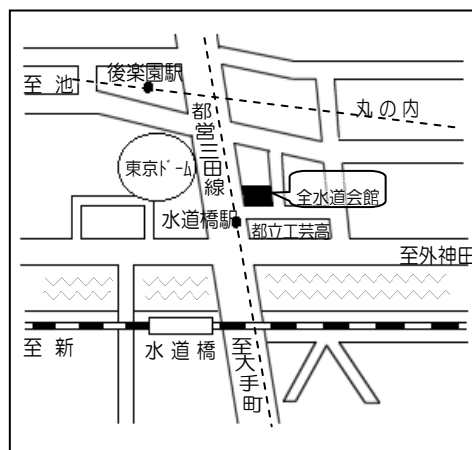 後楽園駅
至 池
丸の内
都営三田線
東京ﾄﾞｰﾑ
全水道会館
水道橋駅
都立工芸高
至外神田
至 新
水 道 橋
至大手町